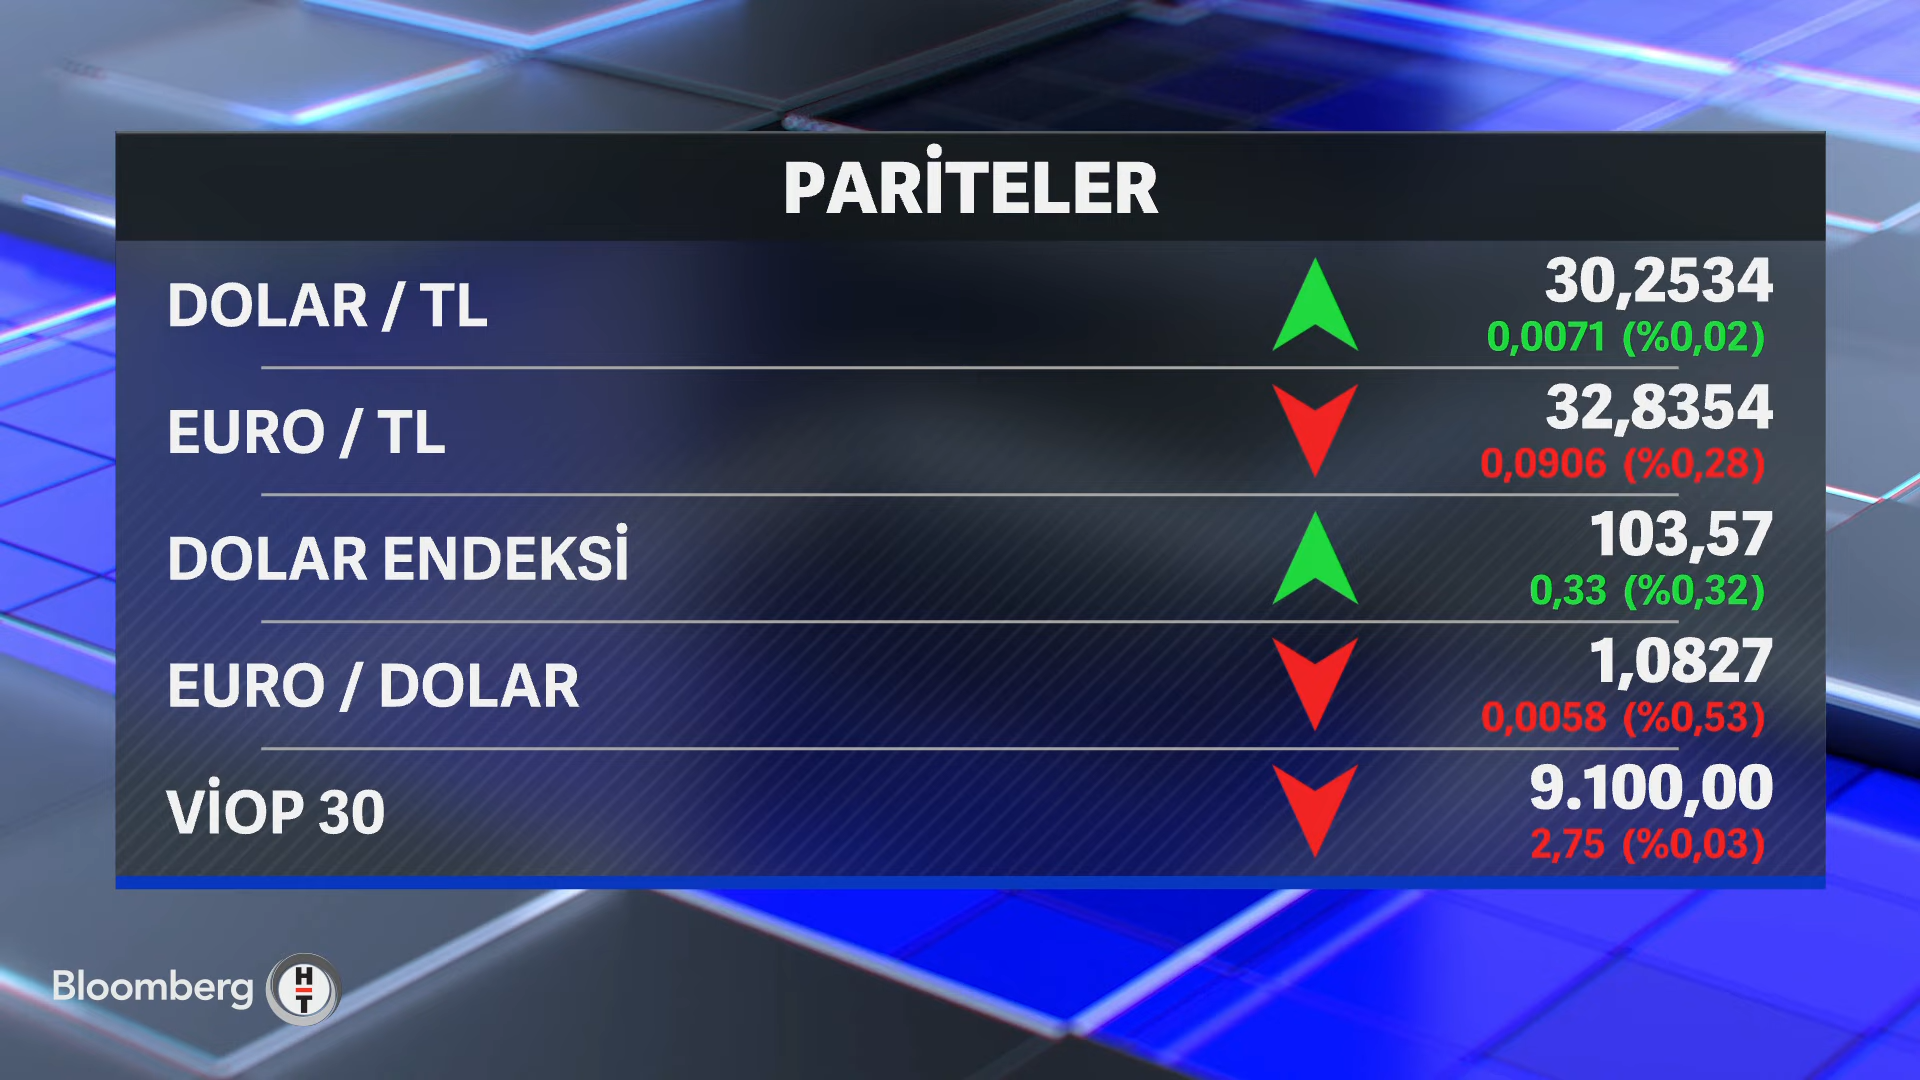 PARİTELER
DOLAR / TL
30,2534
0,0071 (%0,02)
EURO / TL
32,8354
0,0906 (%0,28)
DOLAR ENDEKSİ
103,57
0,33 (%0,32)
EURO / DOLAR
1,0827
0,0058 (%0,53)
VİOP 30
9.100,00
2,75 (%0,03)
Bloomberg HT